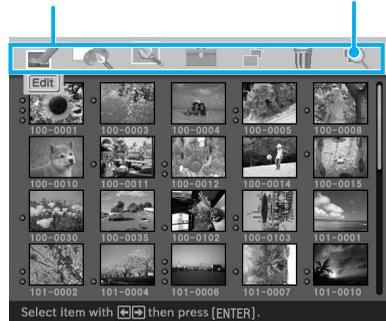 Edit
100-0001 100-0003 100-0004 100-0005 100-0008
100-0010 100-0011 100-0012 100-0014 100-0015
100-0030 100-0035 100-0102 100-0103 101-0001
101-0002 101-0004 101-0006 101-0007 101-0010
Select item with ←→ then press [ENTER].